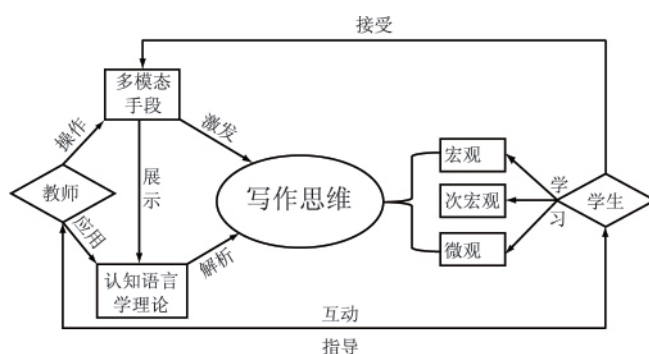 接受
多模态
手段
操作
激发
展
示
教师
写作思维
宏观
次宏观
微观
学
习
学生
应用
解析
认知语言
学理论
互动
指导